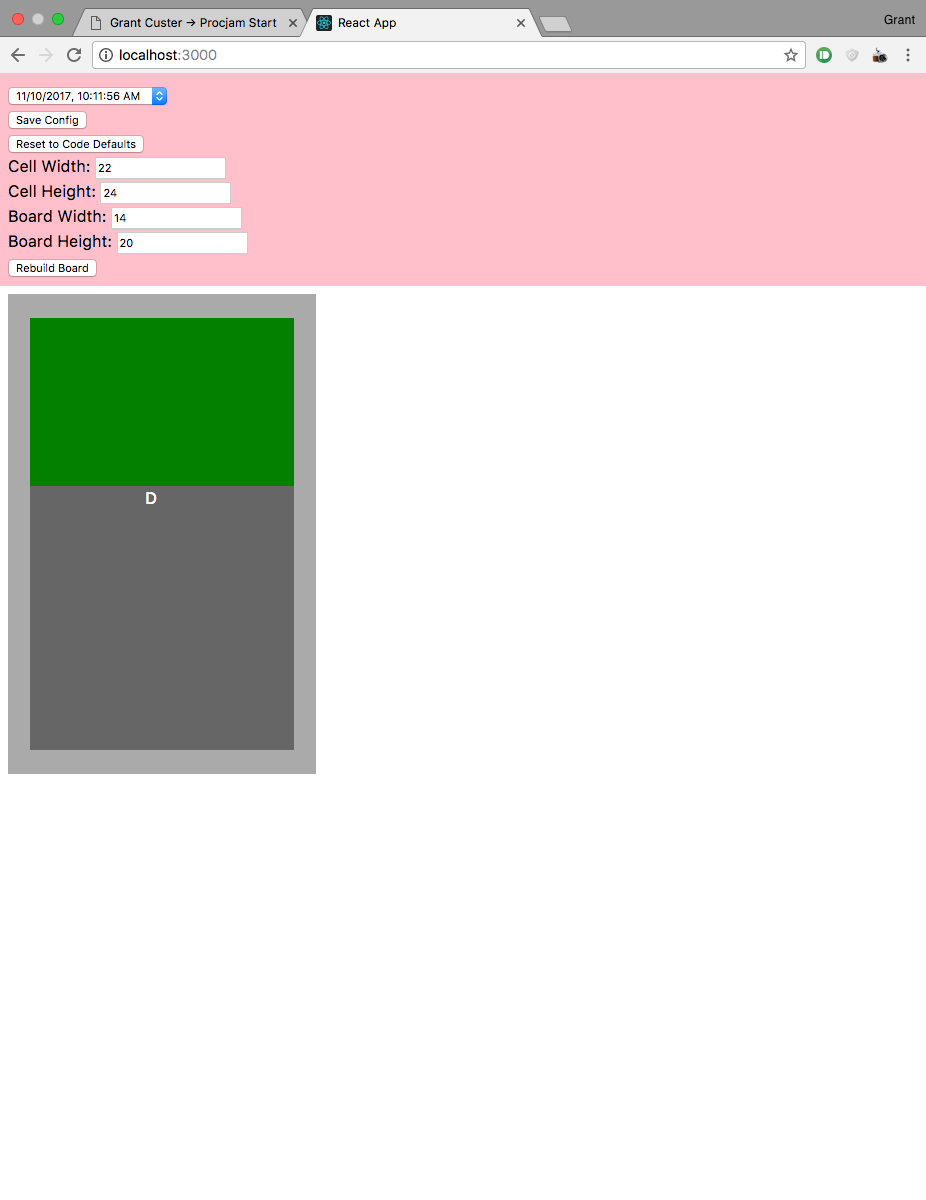 Grant Custer → Procjam Start
React App
Grant
localhost:3000
11/10/2017, 10:11:56 AM
Save Config
Reset to Code Defaults
Cell Width: 22
Cell Height: 24
Board Width: 14
Board Height: 20
Rebuild Board
D